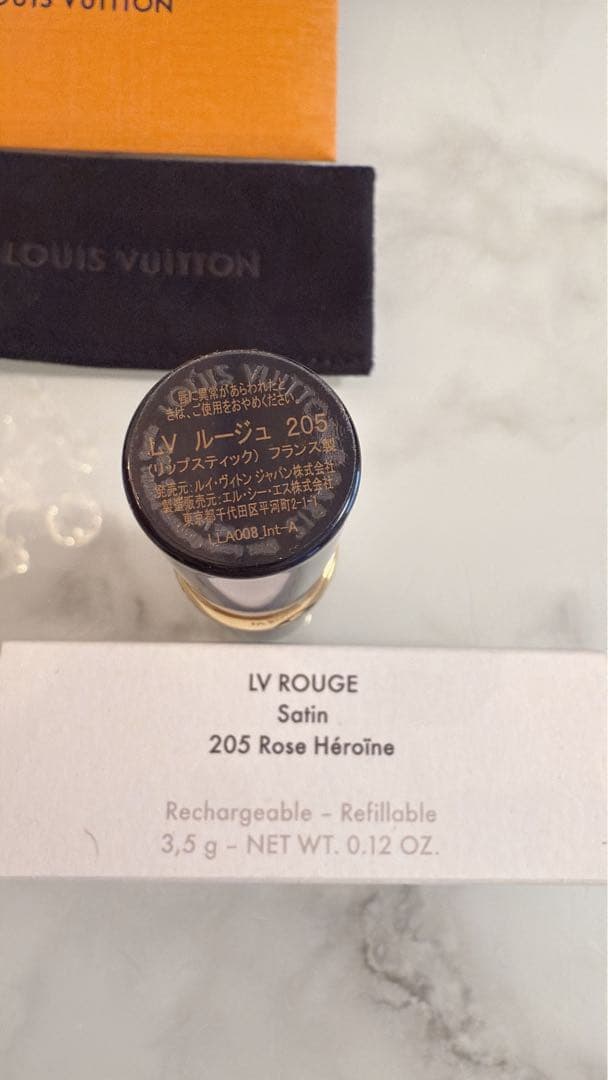 LOUIS VUITTON
LOUIS VUITTON
LOUIS VUITTON
唇に異常があらわれたと
きは、ご使用をおやめください。
LV ルージュ 205
(リップスティック) フランス製
発売元:ルイ・ヴィトン ジャパン株式会社
製造販売元:エル・シー・エス株式会社
東京都千代田区平河町2-1-1
LLA008 Int-A
LV ROUGE
Satin
205 Rose Héroïne
Rechargeable – Refillable
3,5 g – NET WT. 0.12 OZ.